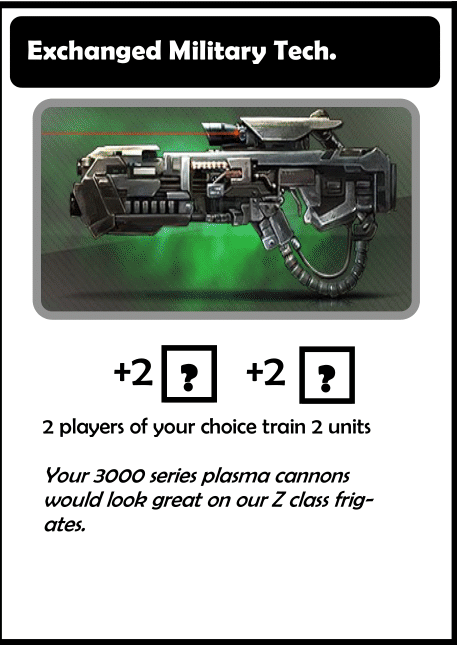 Exchanged Military Tech.
+2 ? +2 ?
2 players of your choice train 2 units
Your 3000 series plasma cannons
would look great on our Z class frig-
ates.